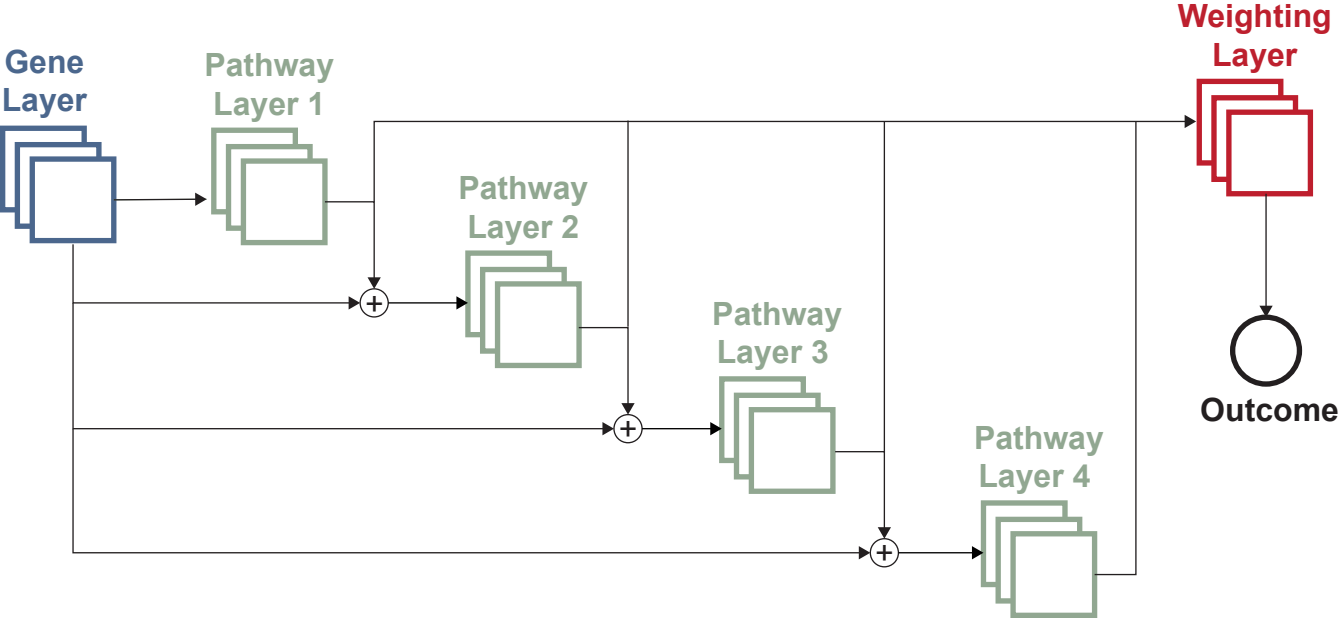 Gene
Layer
Pathway
Layer 1
Pathway
Layer 2
Pathway
Layer 3
Pathway
Layer 4
Weighting
Layer
Outcome
+
+
+